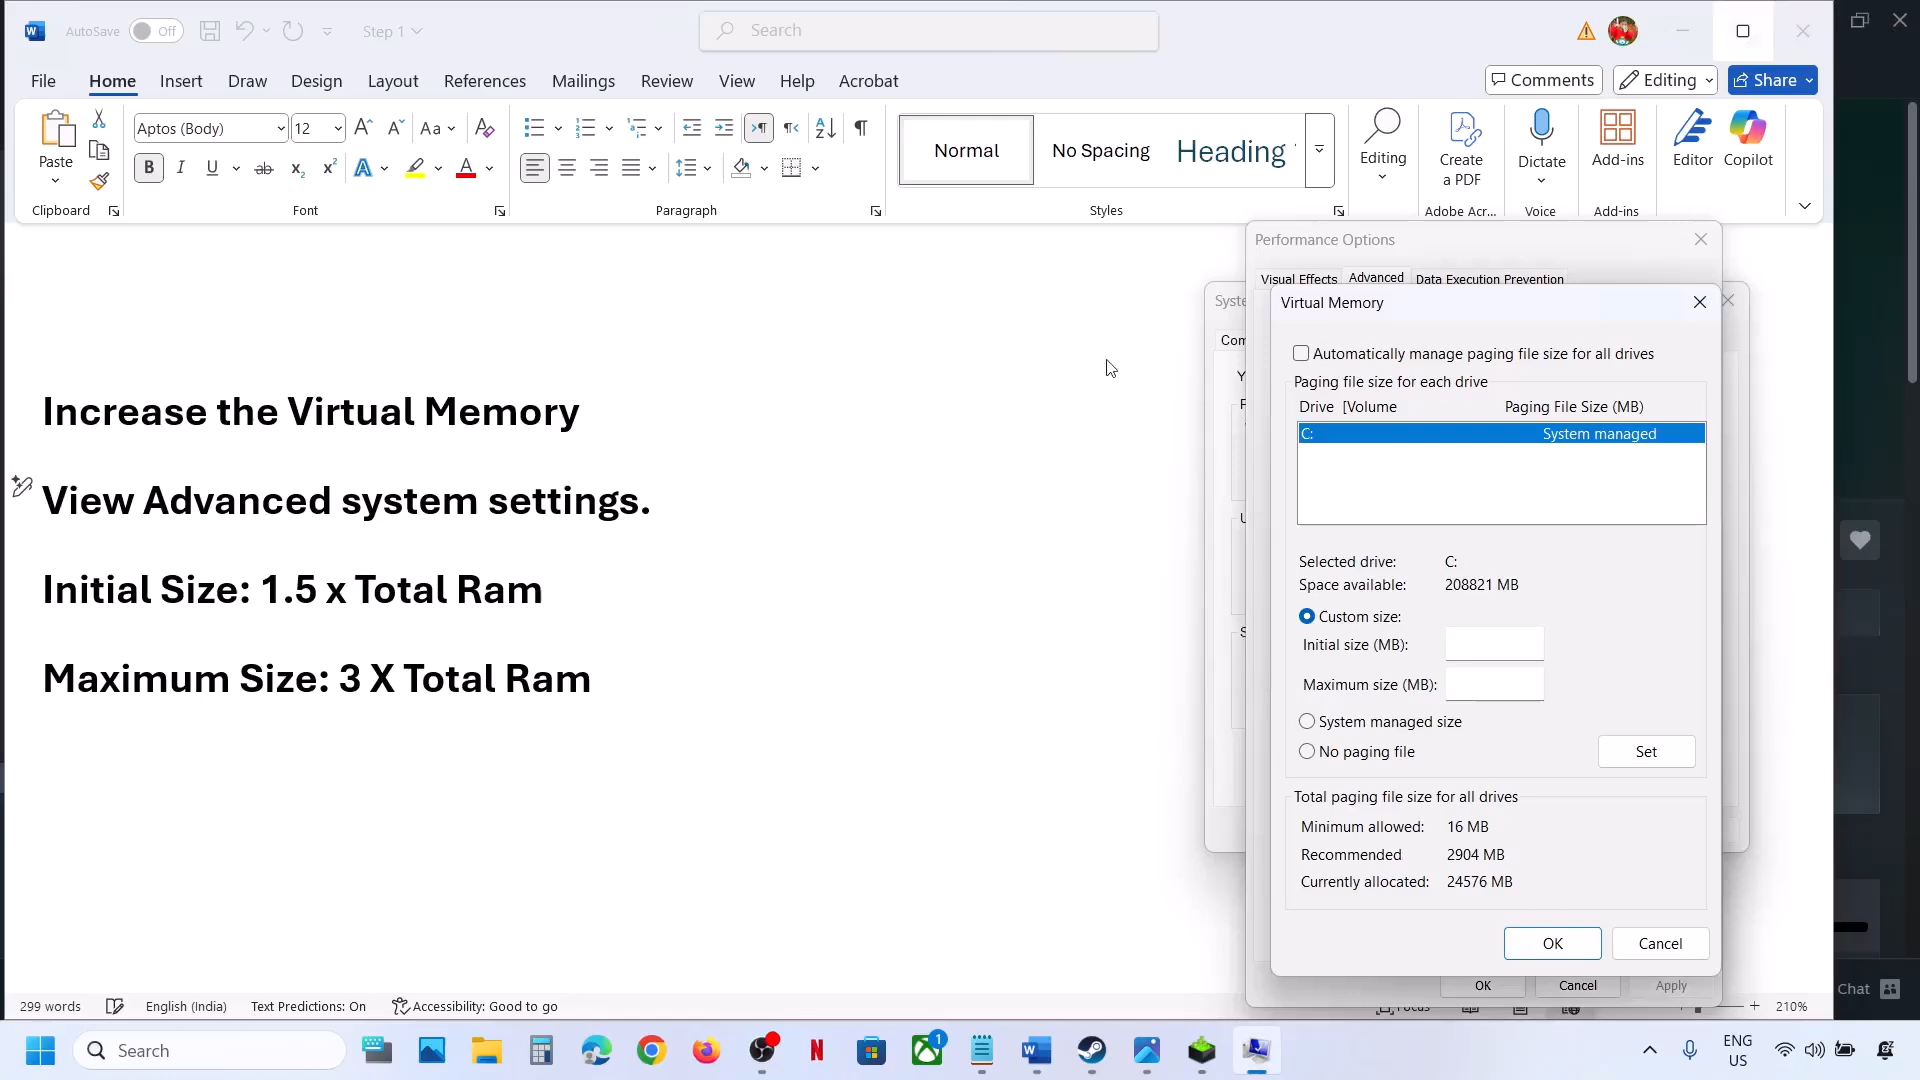 AutoSave
Off
Step 1
Search
File
Home
Insert
Draw
Design
Layout
References
Mailings
Review
View
Help
Acrobat
Comments
Editing
Share
Paste
Clipboard
Aptos (Body)
12
Font
Paragraph
Normal
No Spacing
Heading
Styles
Editing
Create
a PDF
Adobe Acr...
Dictate
Voice
Add-ins
Add-ins
Editor
Copilot
Increase the Virtual Memory
View Advanced system settings.
Initial Size: 1.5 x Total Ram
Maximum Size: 3 X Total Ram
Performance Options
Visual Effects
Advanced
Data Execution Prevention
Syste
Com
Virtual Memory
Automatically manage paging file size for all drives
Paging file size for each drive
Drive [Volume
Paging File Size (MB)
C:
System managed
Selected drive:
C:
Space available:
208821 MB
Custom size:
Initial size (MB):
Maximum size (MB):
System managed size
No paging file
Set
Total paging file size for all drives
Minimum allowed:
16 MB
Recommended
2904 MB
Currently allocated:
24576 MB
OK
Cancel
OK
Cancel
Apply
Chat
299 words
English (India)
Text Predictions: On
Accessibility: Good to go
Focus
210%
Search
1
ENG
US